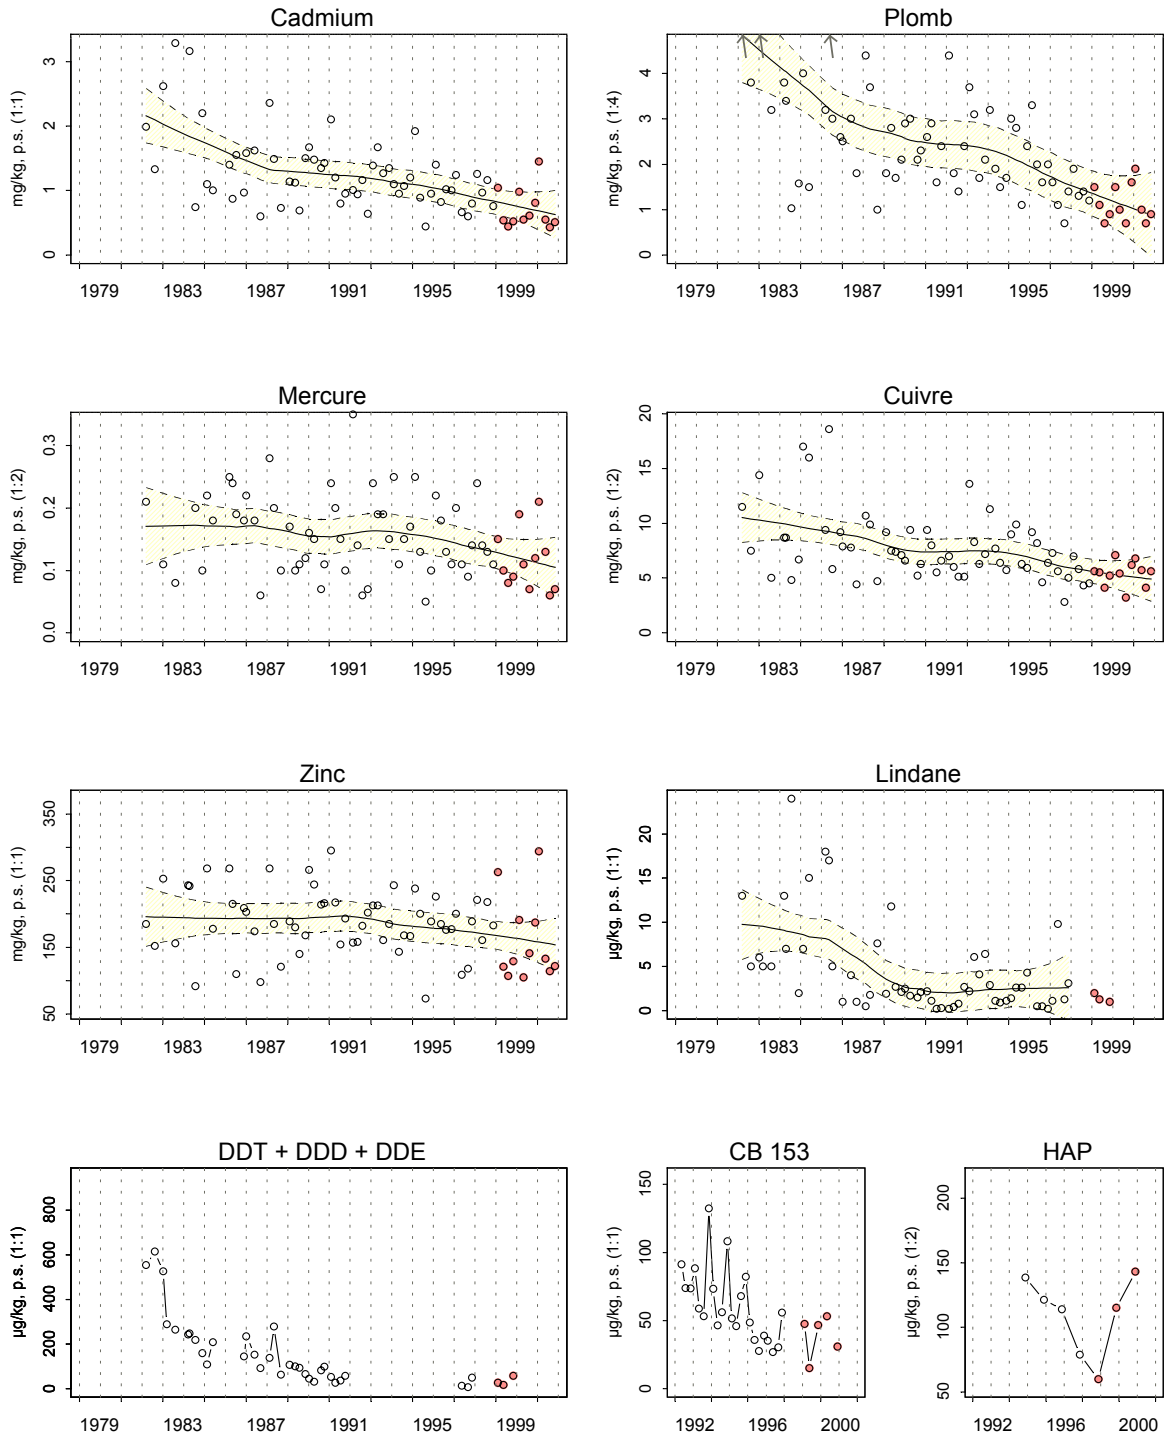 Cadmium
mg/kg, p.s. (1:1)
0 1 2 3
1979 1983 1987 1991 1995 1999
Plomb
mg/kg, p.s. (1:4)
0 1 2 3 4
1979 1983 1987 1991 1995 1999
Mercure
mg/kg, p.s. (1:2)
0.0 0.1 0.2 0.3
1979 1983 1987 1991 1995 1999
Cuivre
mg/kg, p.s. (1:2)
0 5 10 15 20
1979 1983 1987 1991 1995 1999
Zinc
mg/kg, p.s. (1:1)
50 150 250 350
1979 1983 1987 1991 1995 1999
Lindane
µg/kg, p.s. (1:1)
0 5 10 15 20
1979 1983 1987 1991 1995 1999
DDT + DDD + DDE
µg/kg, p.s. (1:1)
0 200 400 600 800
1979 1983 1987 1991 1995 1999
CB 153
µg/kg, p.s. (1:1)
0 50 100 150
1992 1996 2000
HAP
µg/kg, p.s. (1:2)
50 100 150 200
1992 1996 2000